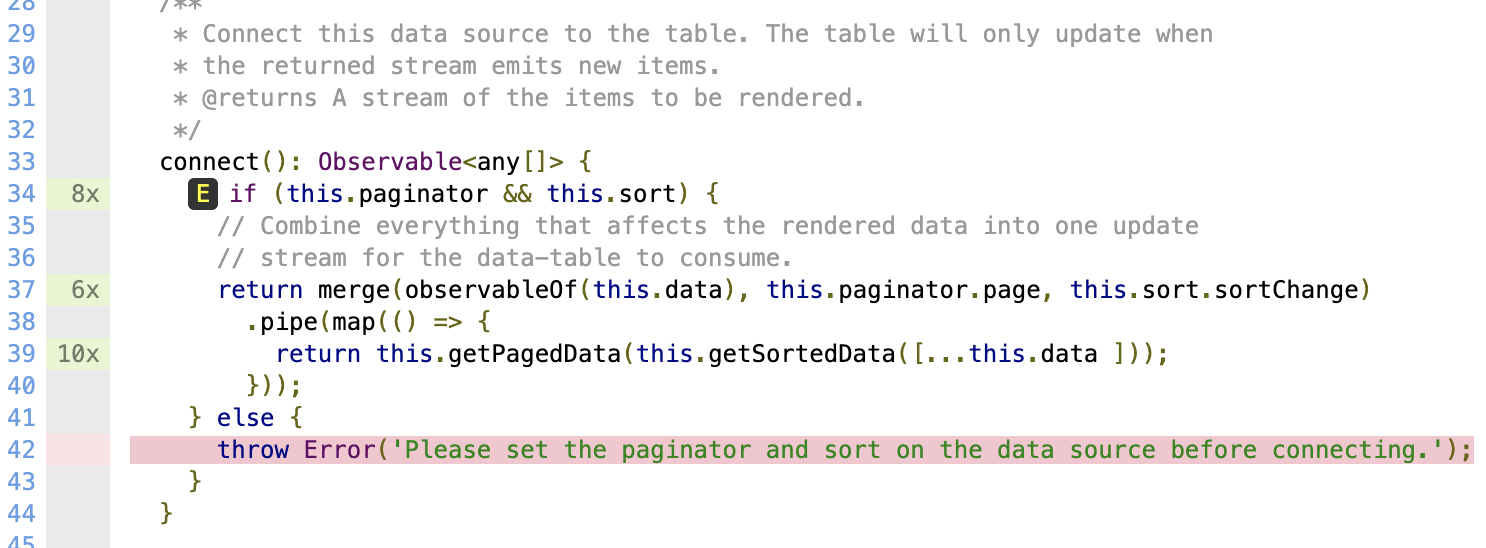 28 /**
29 * Connect this data source to the table. The table will only update when
30 * the returned stream emits new items.
31 * @returns A stream of the items to be rendered.
32 */
33 connect(): Observable<any[]> {
34 8x E if (this.paginator && this.sort) {
35 // Combine everything that affects the rendered data into one update
36 // stream for the data-table to consume.
37 6x return merge(observableOf(this.data), this.paginator.page, this.sort.sortChange)
38 .pipe(map(() => {
39 10x return this.getPagedData(this.getSortedData([...this.data ]));
40 }));
41 } else {
42 throw Error('Please set the paginator and sort on the data source before connecting.');
43 }
44 }
45